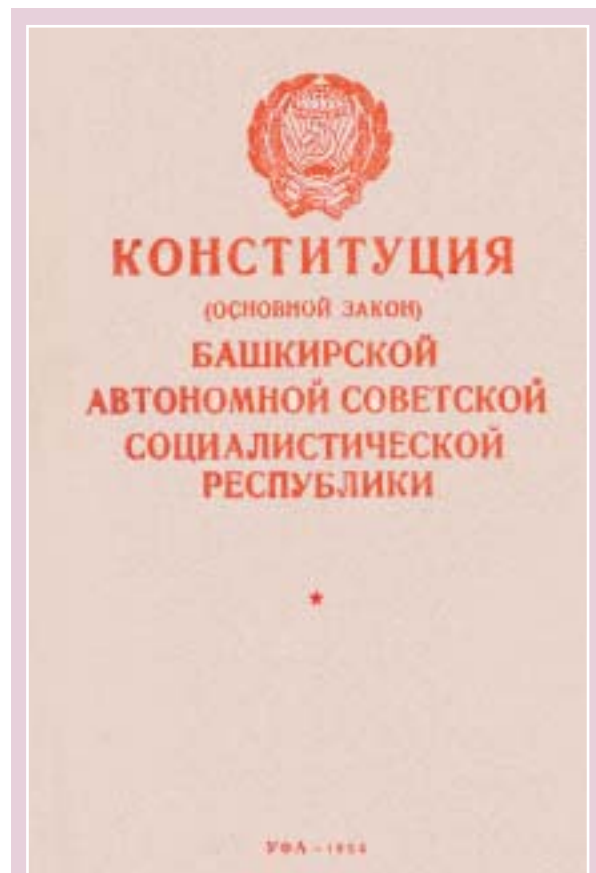 КОНСТИТУЦИЯ
(ОСНОВНОЙ ЗАКОН)
БАШКИРСКОЙ
АВТОНОМНОЙ СОВЕТСКОЙ
СОЦИАЛИСТИЧЕСКОЙ
РЕСПУБЛИКИ
УФА –